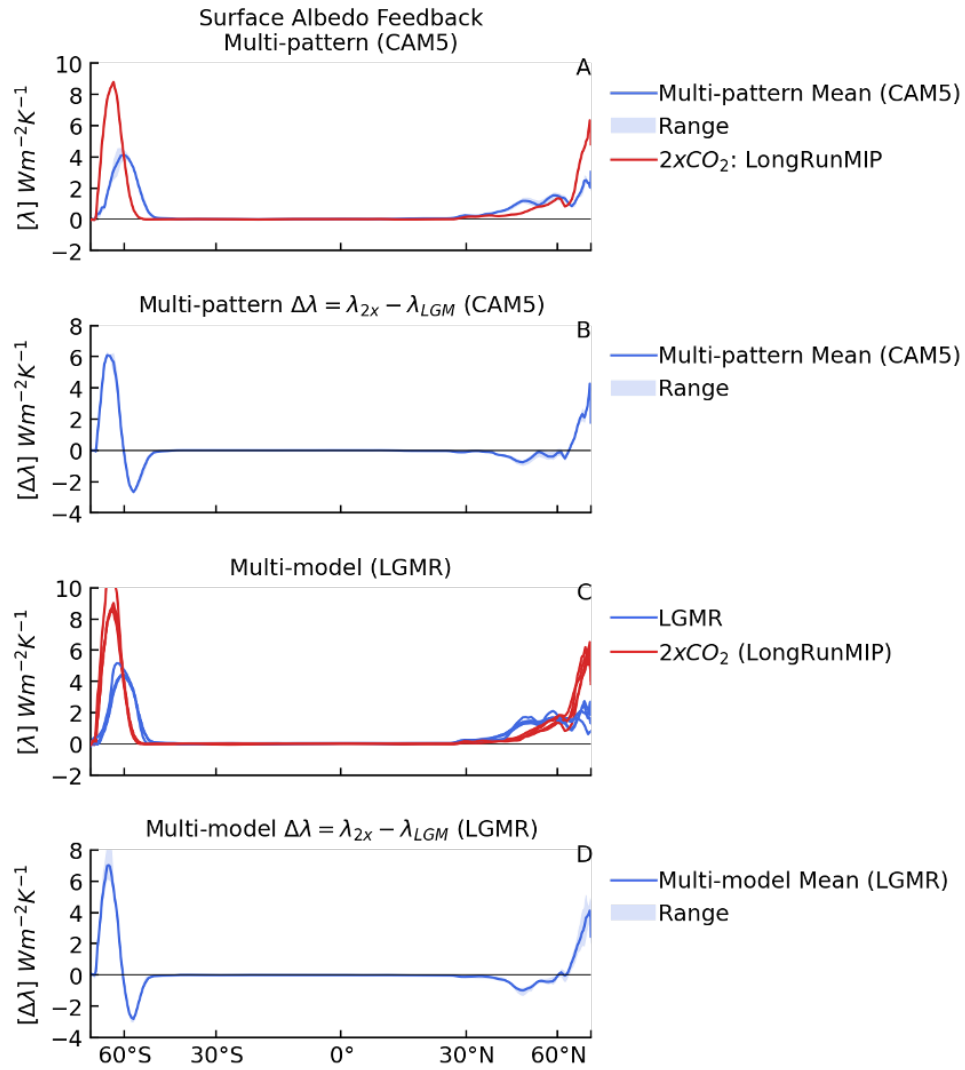 Surface Albedo Feedback
Multi-pattern (CAM5)
A
10
8
6
4
2
0
−2
[λ] Wm⁻²K⁻¹
Multi-pattern Mean (CAM5)
Range
2xCO₂: LongRunMIP
Multi-pattern Δλ = λ₂ₓ − λ_LGM (CAM5)
B
8
6
4
2
0
−2
−4
[Δλ] Wm⁻²K⁻¹
Multi-pattern Mean (CAM5)
Range
Multi-model (LGMR)
C
10
8
6
4
2
0
−2
[λ] Wm⁻²K⁻¹
LGMR
2xCO₂ (LongRunMIP)
Multi-model Δλ = λ₂ₓ − λ_LGM (LGMR)
D
8
6
4
2
0
−2
−4
[Δλ] Wm⁻²K⁻¹
Multi-model Mean (LGMR)
Range
60°S 30°S 0° 30°N 60°N